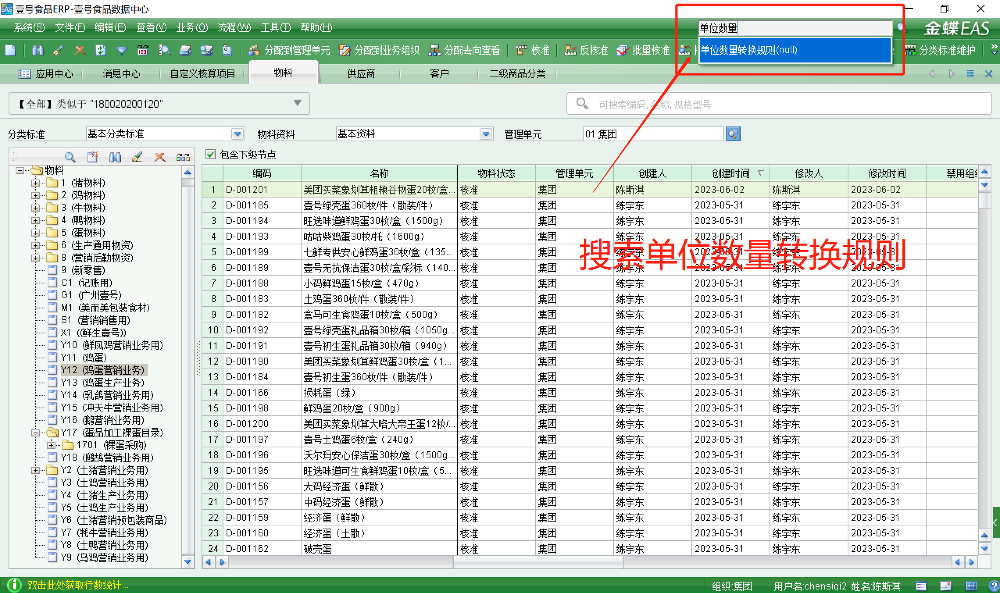 壹号食品ERP-壹号食品数据中心
系统(S) 文件(F) 编辑(E) 查看(V) 业务(O) 流程(W) 工具(T) 帮助(H)
单位数量
金蝶EAS
分配到管理单元 分配到业务组织 分配去向查看 核准 反核准 批量核准
单位数量转换规则(null)
分类标准维护
应用中心 消息中心 自定义核算项目 物料 供应商 客户 二级商品分类
【全部】类似于 "180020200120"
可搜索编码, 名称, 规格型号
分类标准 基本分类标准 物料资料 基本资料 管理单元 01 集团
包含下级节点
物料
1 (猪物料)
2 (鸡物料)
3 (牛物料)
4 (鸭物料)
5 (蛋物料)
6 (生产通用物资)
8 (营销后勤物资)
9 (新零售)
C1 (记账用)
G1 (广州壹号)
M1 (美而美包装食材)
S1 (营销销售用)
X1 ((鲜生壹号))
Y10 (鲜凤鸡营销业务用)
Y11 (鸡蛋)
Y12 (鸡蛋营销业务)
Y13 (鸡蛋生产业务)
Y14 (乳鸽营销业务用)
Y15 (冲天牛营销业务用)
Y16 (鹅营销业务用)
Y17 (蛋品加工裸蛋目录)
1701 (裸蛋采购)
Y18 (鹧鸪营销业务用)
Y2 (土猪营销业务用)
Y3 (土鸡营销业务用)
Y4 (土猪生产业务用)
Y5 (土鸡生产业务用)
Y6 (土猪营销预包装商品)
Y7 (牦牛营销业务用)
Y8 (土鸭营销业务用)
Y9 (乌鸡营销业务用)
编码 名称 物料状态 管理单元 创建人 创建时间 修改人 修改时间 禁用组
1 D-001201 美团买菜象划算粗粮谷物蛋20枚/盒... 核准 集团 陈斯淇 2023-06-02 陈斯淇 2023-06-02
2 D-001185 壹号绿壳蛋360枚/件（散装/件） 核准 集团 练宇东 2023-05-31 练宇东 2023-05-31
3 D-001194 旺选味道鲜鸡蛋30枚/盒（1500g） 核准 集团 练宇东 2023-05-31 练宇东 2023-05-31
4 D-001193 咕咕柴鸡蛋30枚/托（1600g） 核准 集团 练宇东 2023-05-31 练宇东 2023-05-31
5 D-001199 七鲜专供安心鲜鸡蛋30枚/盒（135... 核准 集团 练宇东 2023-05-31 练宇东 2023-05-31
搜索单位数量转换规则
6 D-001189 壹号无抗保洁蛋30枚/盒/彩标（140... 核准 集团 练宇东 2023-05-31 练宇东 2023-05-31
7 D-001188 小码鲜鸡蛋15枚/盒（470g） 核准 集团 练宇东 2023-05-31 练宇东 2023-05-31
8 D-001183 土鸡蛋360枚/件（散装/件） 核准 集团 练宇东 2023-05-31 练宇东 2023-05-31
9 D-001182 盒马可生食鸡蛋10枚/盒（500g） 核准 集团 练宇东 2023-05-31 练宇东 2023-05-31
10 D-001192 壹号绿壳蛋礼品箱30枚/箱（1050g... 核准 集团 练宇东 2023-05-31 练宇东 2023-05-31
11 D-001191 壹号初生蛋礼品箱30枚/箱（940g） 核准 集团 练宇东 2023-05-31 练宇东 2023-05-31
12 D-001190 美团买菜象划算鲜鸡蛋30枚/盒（1... 核准 集团 练宇东 2023-05-31 练宇东 2023-05-31
13 D-001184 壹号初生蛋360枚/件（散装/件） 核准 集团 练宇东 2023-05-31 练宇东 2023-05-31
14 D-001166 损耗蛋（绿） 核准 集团 练宇东 2023-05-31 练宇东 2023-05-31
15 D-001198 鲜鸡蛋20枚/盒（900g） 核准 集团 练宇东 2023-05-31 练宇东 2023-05-31
16 D-001200 美团买菜象划算大咯大帝王蛋12枚/... 核准 集团 练宇东 2023-05-31 练宇东 2023-05-31
17 D-001197 壹号土鸡蛋6枚/盒（240g） 核准 集团 练宇东 2023-05-31 练宇东 2023-05-31
18 D-001196 沃尔玛安心保洁蛋30枚/盒（1500g... 核准 集团 练宇东 2023-05-31 练宇东 2023-05-31
19 D-001195 旺选味道可生食鲜鸡蛋10枚/盒（5... 核准 集团 练宇东 2023-05-31 练宇东 2023-05-31
20 D-001156 大码经济蛋（鲜散） 核准 集团 练宇东 2023-05-31 练宇东 2023-05-31
21 D-001157 中码经济蛋（鲜散） 核准 集团 练宇东 2023-05-31 练宇东 2023-05-31
22 D-001159 经济蛋（鲜散） 核准 集团 练宇东 2023-05-31 练宇东 2023-05-31
23 D-001160 经济蛋（土散） 核准 集团 练宇东 2023-05-31 练宇东 2023-05-31
24 D-001162 破壳蛋 核准 集团 练宇东 2023-05-31 练宇东 2023-05-31
双击此处获取行数统计...
组织:集团 用户名:chensiqi2 姓名:陈斯淇